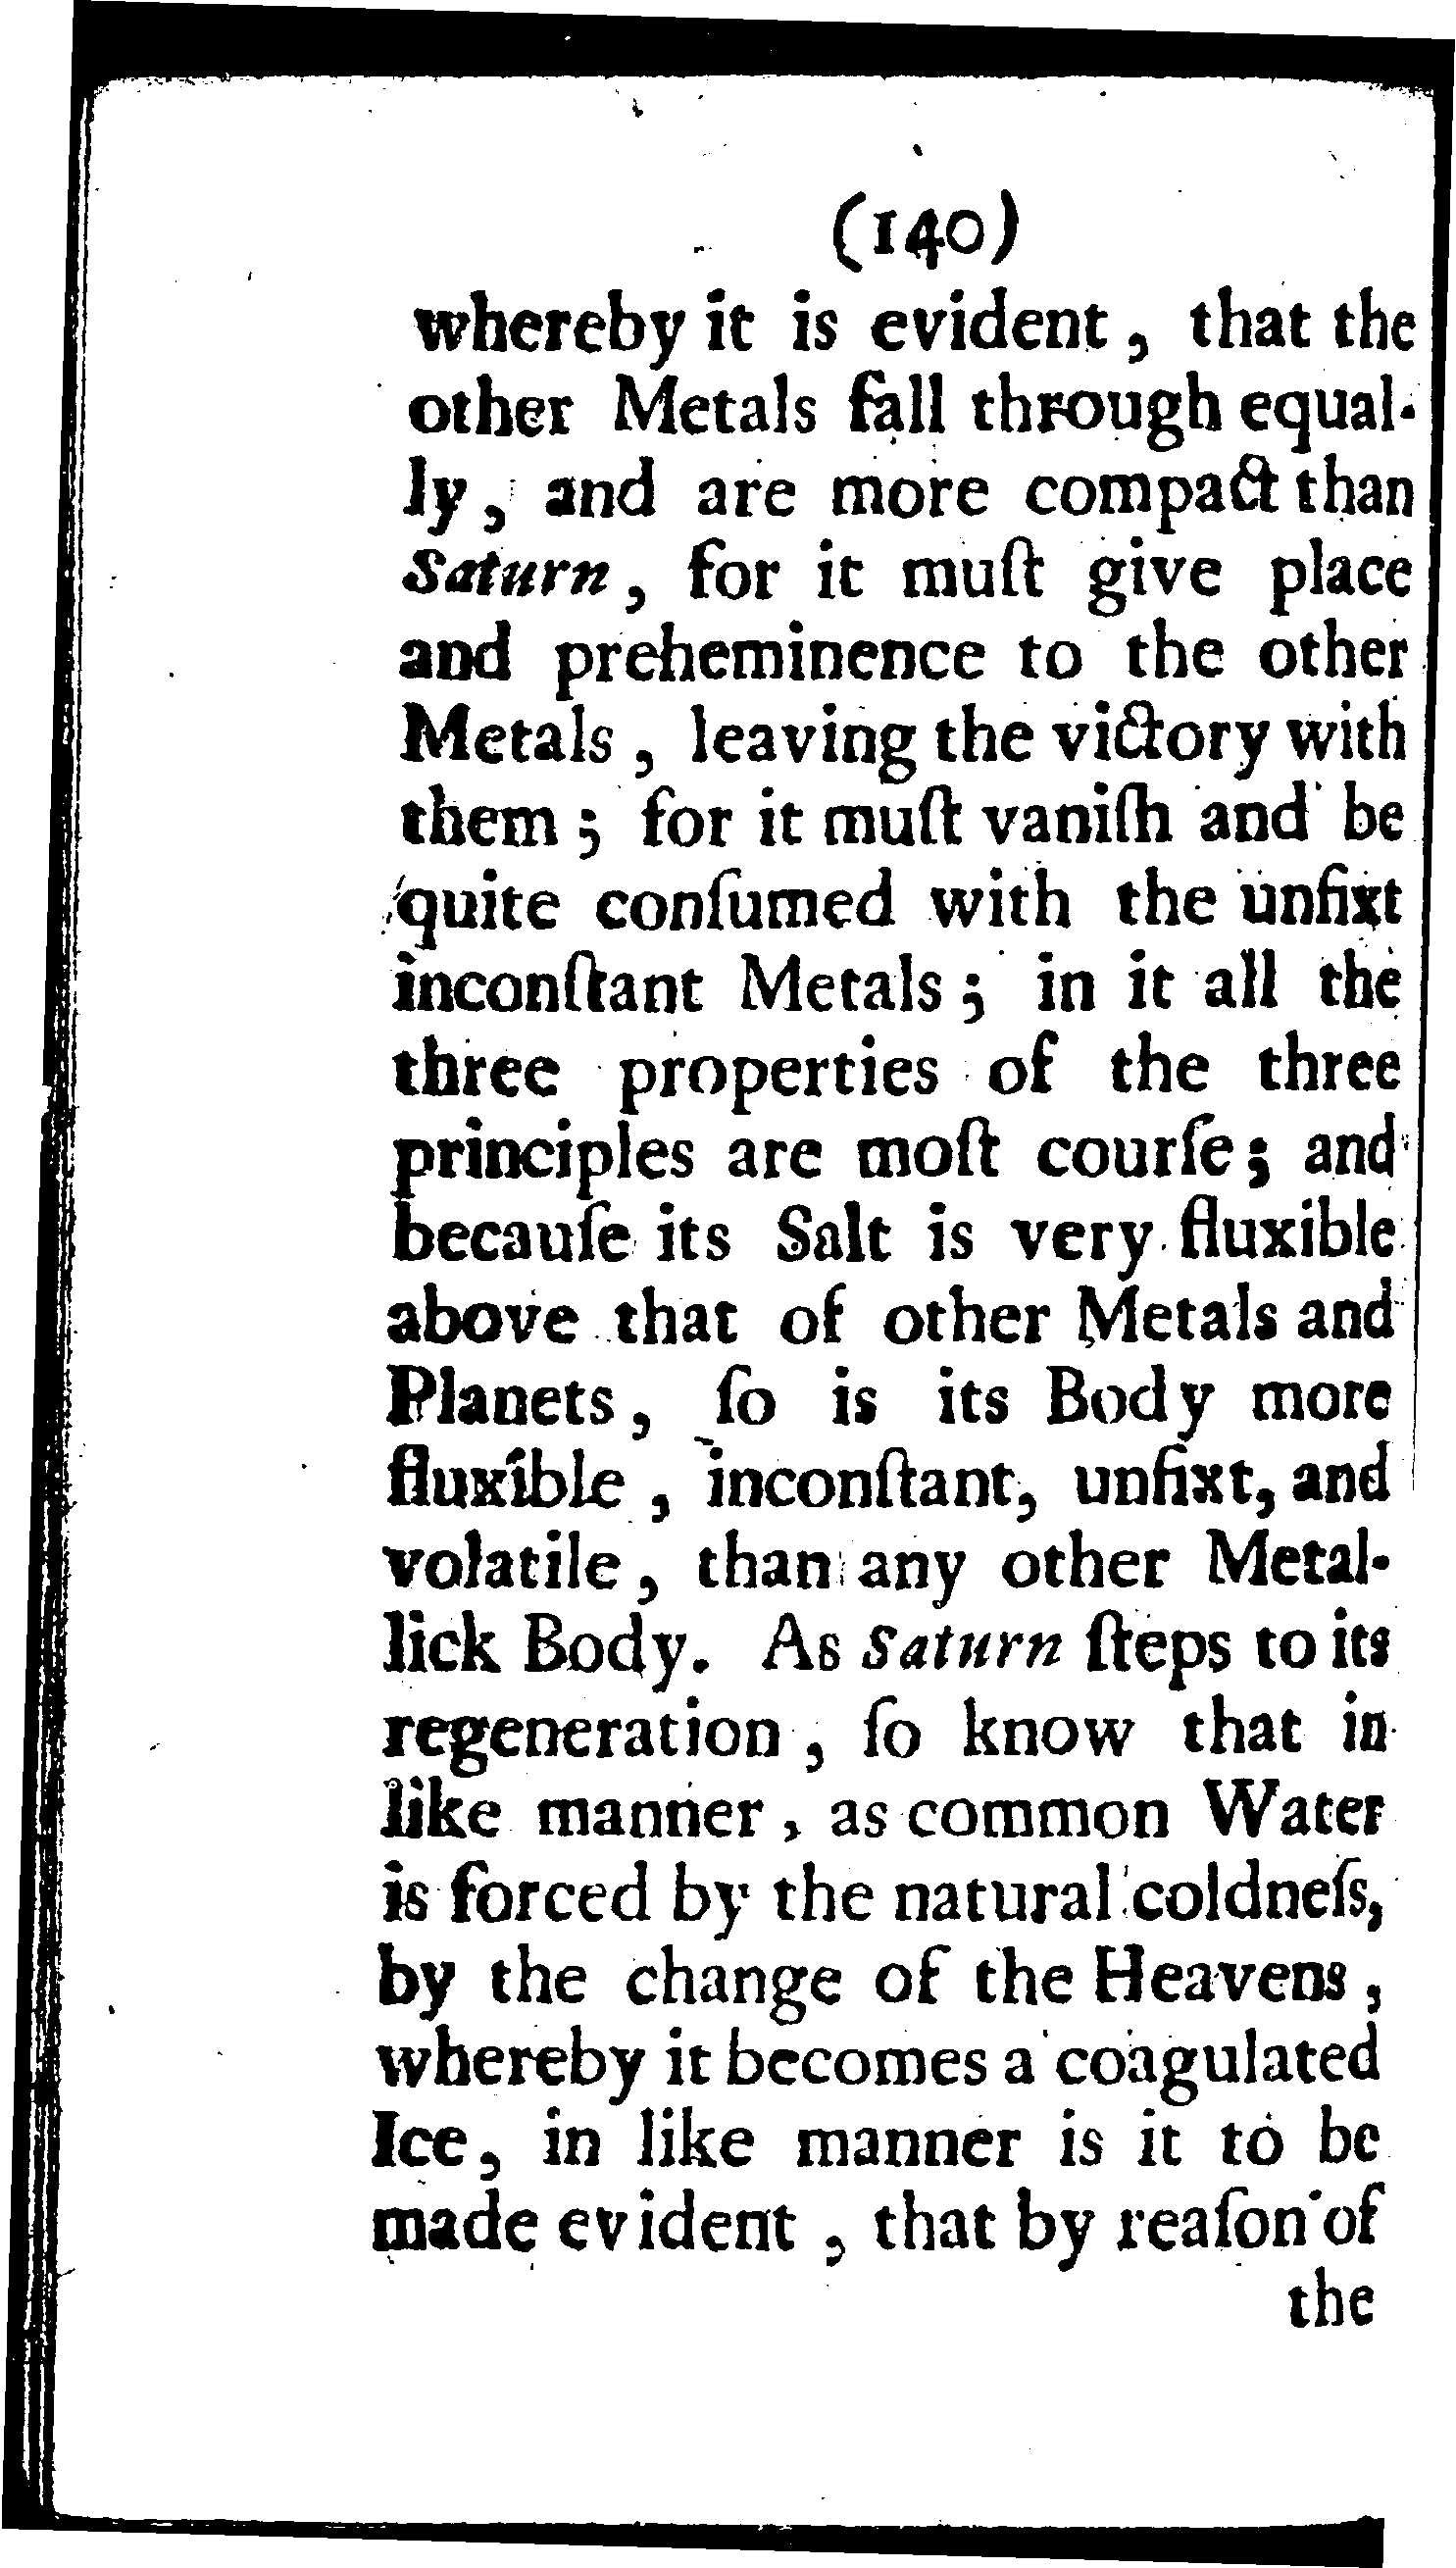 (140)
whereby it is evident, that the
other Metals fall through equal-
ly, and are more compact than
Saturn, for it muſt give place
and preheminence to the other
Metals, leaving the victory with
them; for it muſt vaniſh and be
quite conſumed with the unfixt
inconſtant Metals; in it all the
three properties of the three
principles are moſt courſe; and
becauſe its Salt is very fluxible
above that of other Metals and
Planets, ſo is its Body more
fluxible, inconſtant, unfixt, and
volatile, than any other Metal-
lick Body. As Saturn ſteps to its
regeneration, ſo know that in
like manner, as common Water
is forced by the natural coldneſs,
by the change of the Heavens,
whereby it becomes a coagulated
Ice, in like manner is it to be
made evident, that by reaſon of
the